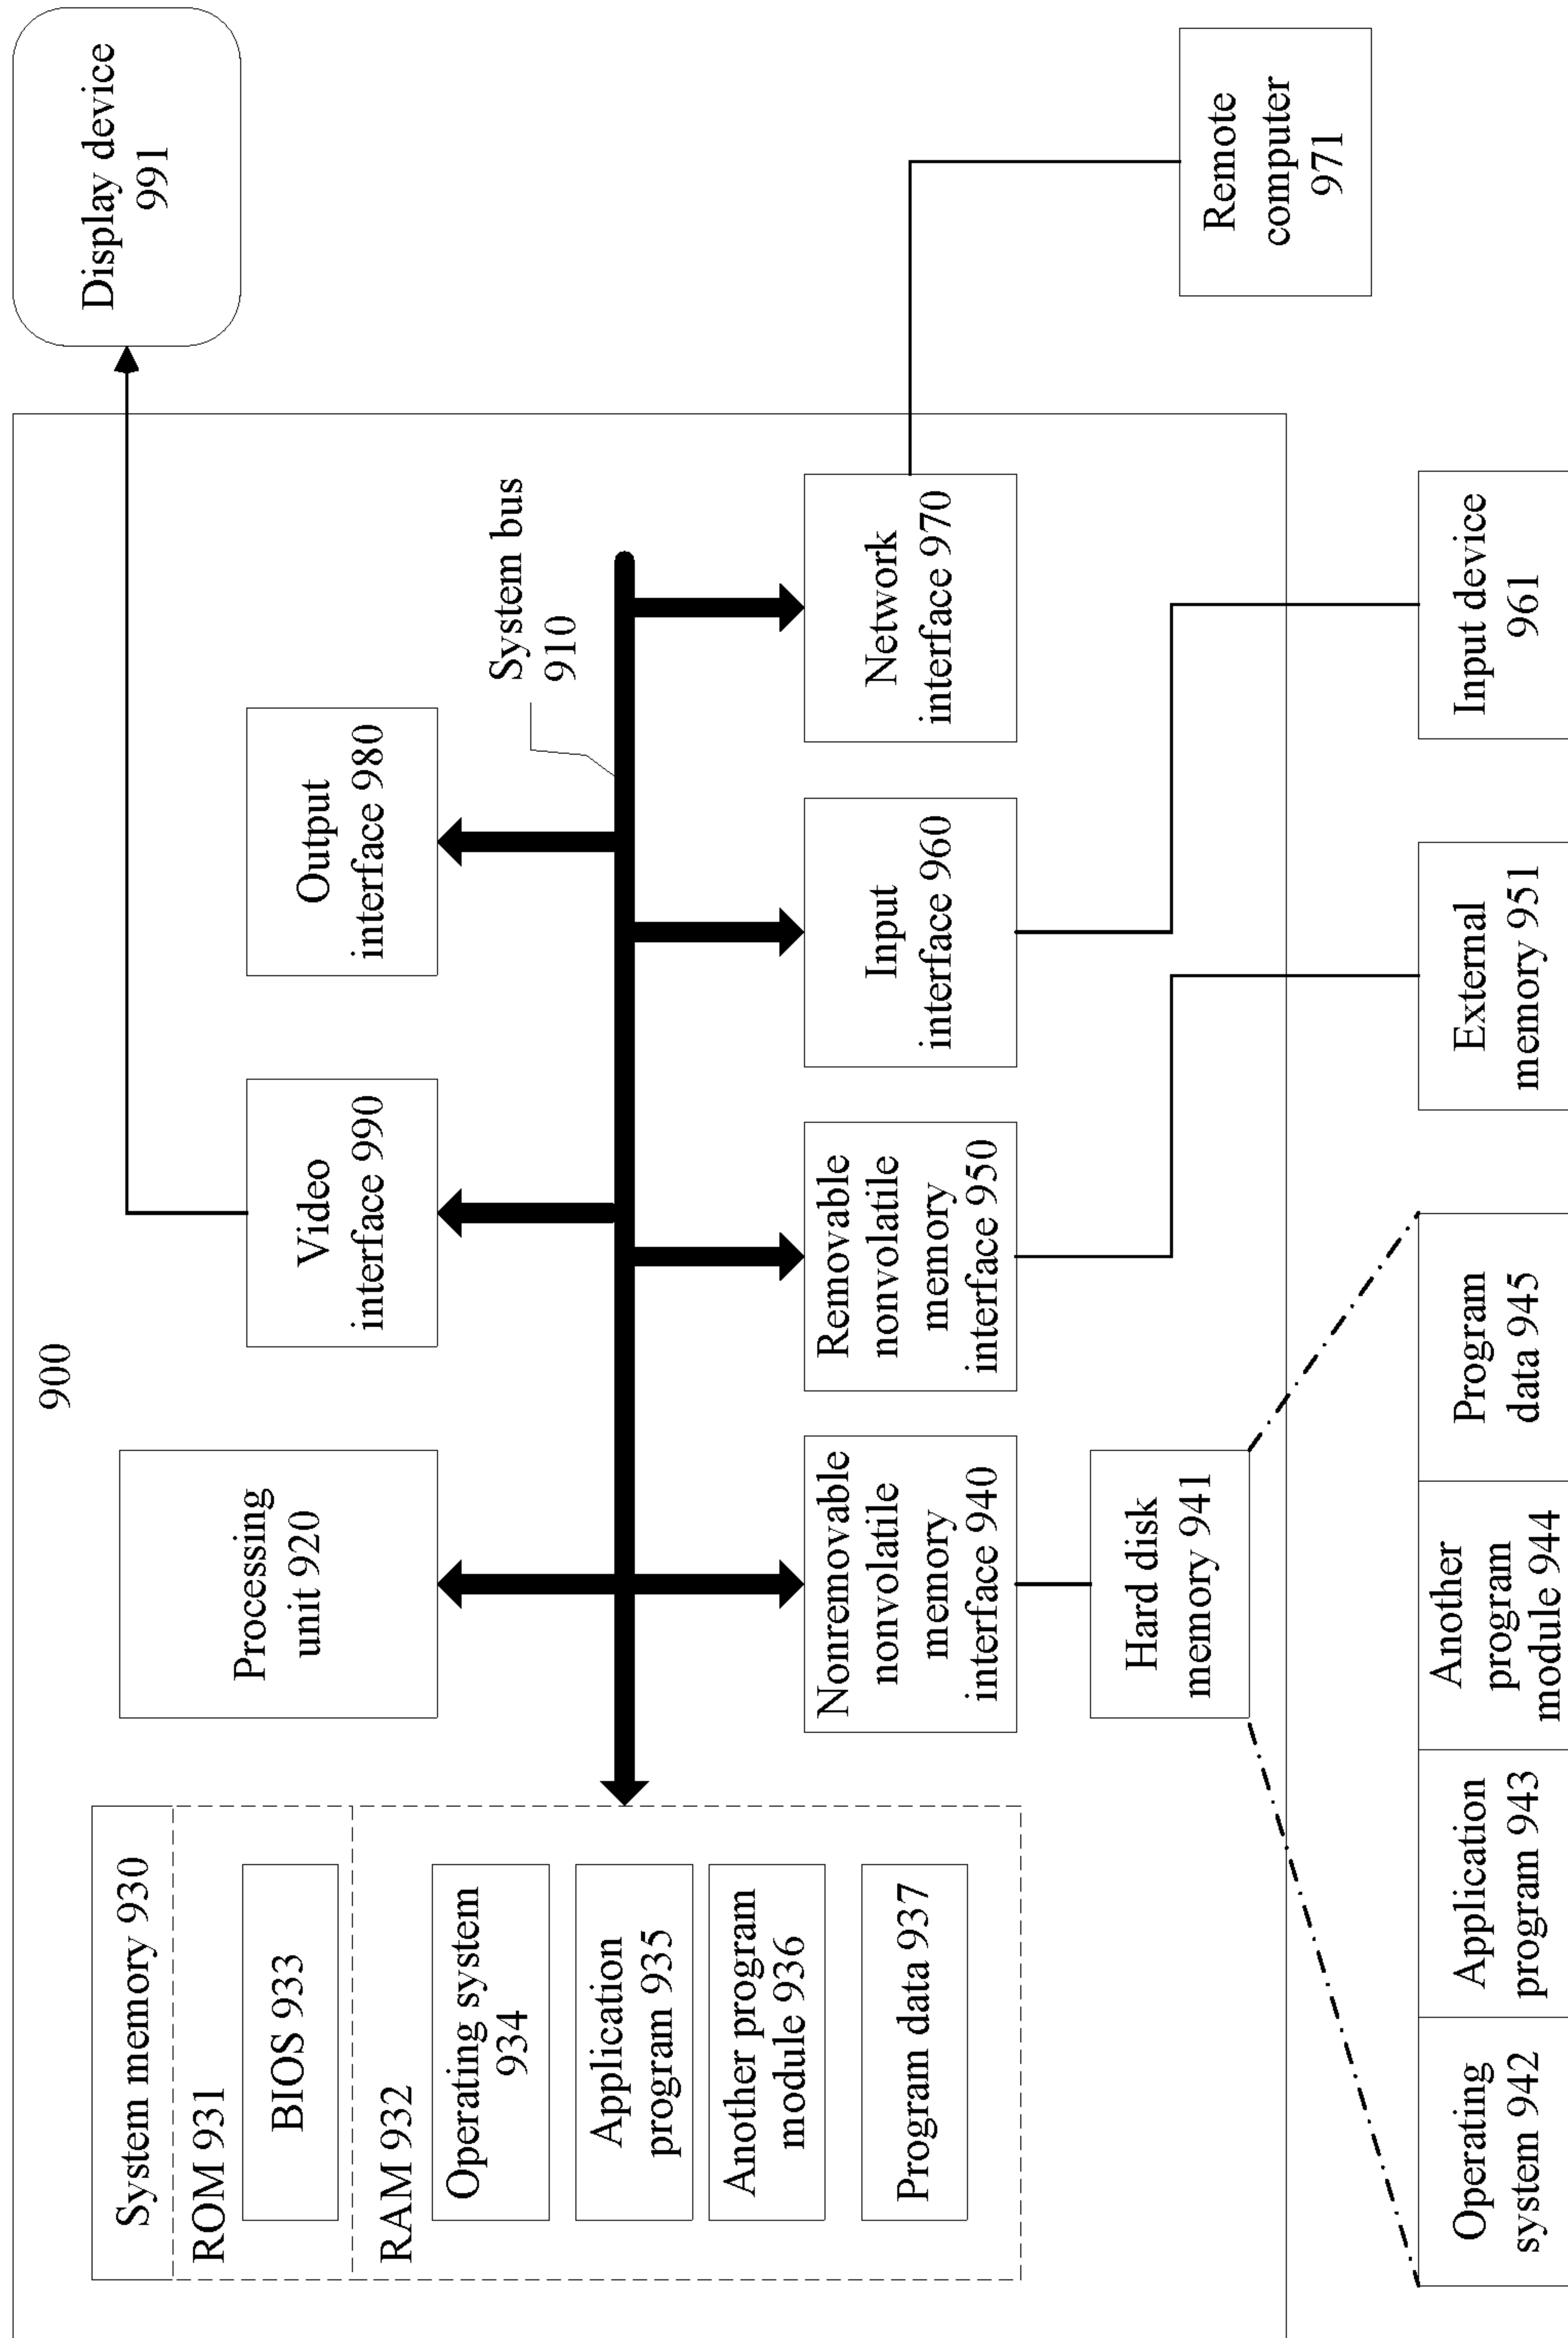 900
System memory 930
ROM 931
BIOS 933
RAM 932
Operating system
934
Application
program 935
Another program
module 936
Program data 937
Processing
unit 920
Video
interface 990
Output
interface 980
Display device
991
System bus
910
Nonremovable
nonvolatile
memory
interface 940
Removable
nonvolatile
memory
interface 950
Input
interface 960
Network
interface 970
Hard disk
memory 941
Remote
computer
971
Operating
system 942
Application
program 943
Another
program
module 944
Program
data 945
External
memory 951
Input device
961